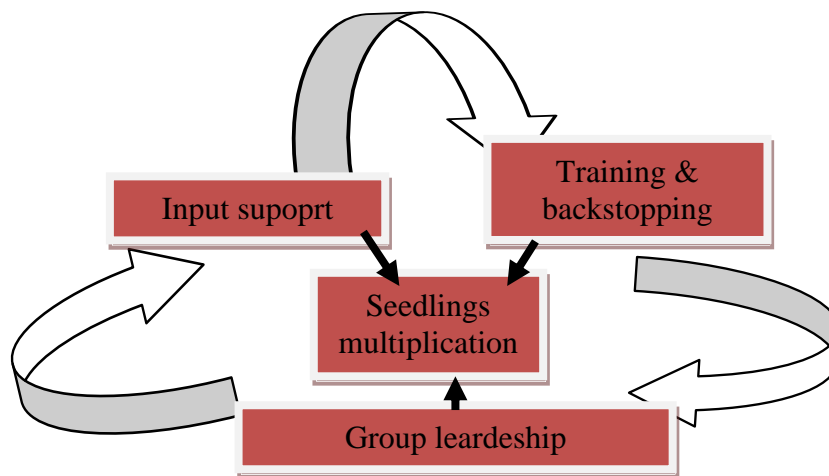 Training &
backstopping
Input supoprt
Seedlings
multiplication
Group leardeship